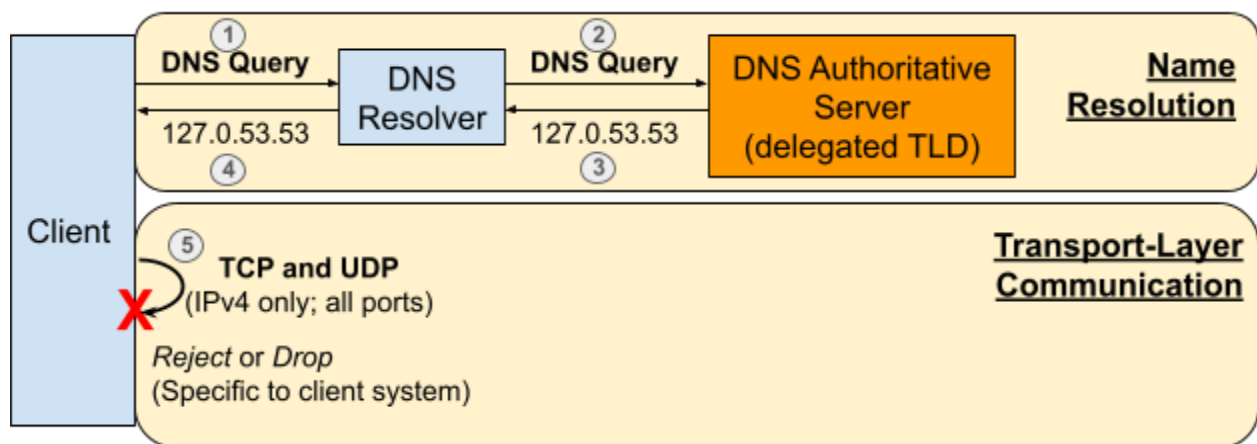 1
DNS Query
127.0.53.53
4
DNS
Resolver
2
DNS Query
127.0.53.53
3
DNS Authoritative
Server
(delegated TLD)
Name
Resolution
Client
5
TCP and UDP
(IPv4 only; all ports)
X
Reject or Drop
(Specific to client system)
Transport-Layer
Communication